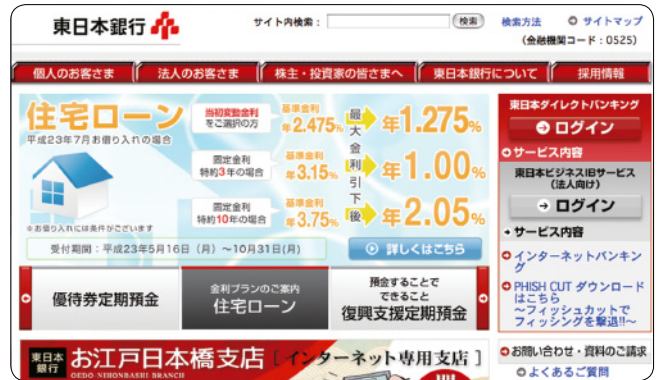 東日本銀行
サイト内検索：
検索
検索方法
サイトマップ
(金融機関コード：0525)
個人のお客さま
法人のお客さま
株主・投資家の皆さまへ
東日本銀行について
採用情報
住宅ローン
平成23年7月お借り入れの場合
※お借り入れには条件がございます
当初変動金利
をご選択の方
基準金利
年2.475%
固定金利
特約3年の場合
基準金利
年3.15%
固定金利
特約10年の場合
基準金利
年3.75%
最大金利引下後
年1.275%
年1.00%
年2.05%
受付期間：平成23年5月16日（月）～10月31日(月)
詳しくはこちら
東日本ダイレクトバンキング
ログイン
サービス内容
東日本ビジネスIBサービス
（法人向け）
ログイン
サービス内容
インターネットバンキン
グ
PHISH CUT ダウンロード
はこちら
～フィッシュカットで
フィッシングを撃退!!～
優待券定期預金
金利プランのご案内
住宅ローン
預金することで
できること
復興支援定期預金
東日本
銀行
お江戸日本橋支店
OEDO NIHONBASHI BRANCH
[インターネット専用支店]
お問い合わせ・資料のご請求
よくあるご質問